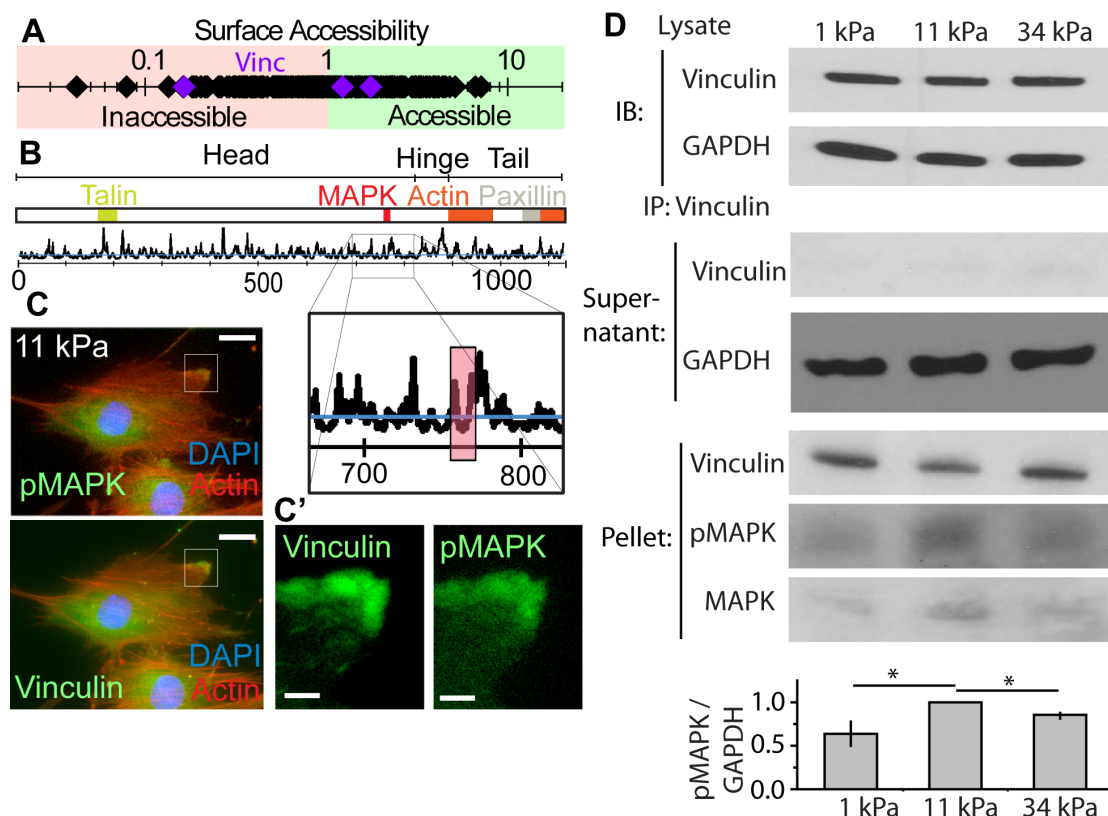 A
Surface Accessibility
0.1 1 10
Vinc
Inaccessible Accessible
B
Head Hinge Tail
Talin MAPK Actin Paxillin
0 500 1000
700 800
C
11 kPa
DAPI
pMAPK Actin
DAPI
Vinculin Actin
C'
Vinculin pMAPK
D
Lysate 1 kPa 11 kPa 34 kPa
IB:
Vinculin
GAPDH
IP: Vinculin
Super-
natant:
Vinculin
GAPDH
Pellet:
Vinculin
pMAPK
MAPK
pMAPK /
GAPDH
* *
1.0
0.5
0.0
1 kPa 11 kPa 34 kPa